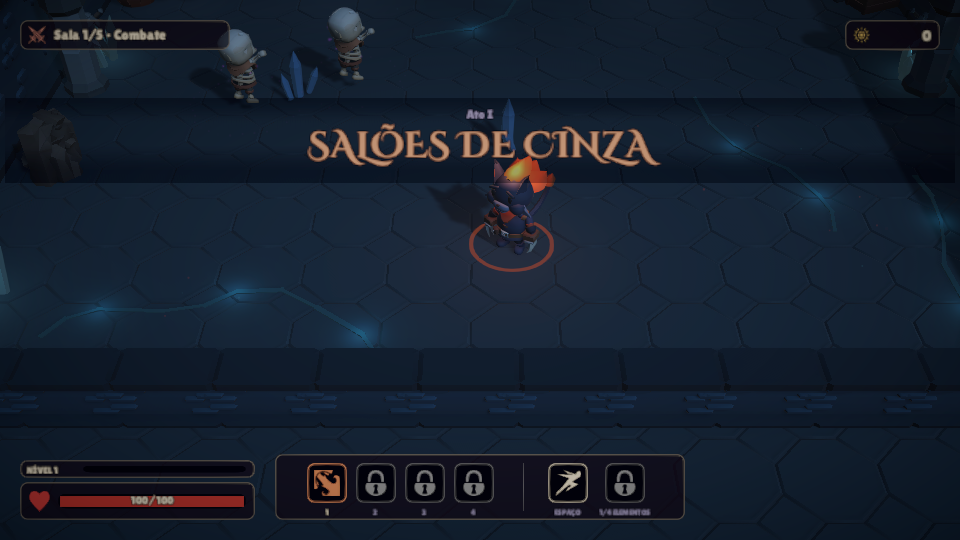 Sala 1/5 - Combate
0
Ato I
SALÕES DE CINZA
NÍVEL 1
100/100
1
2
3
4
ESPAÇO
1/4 ELEMENTOS